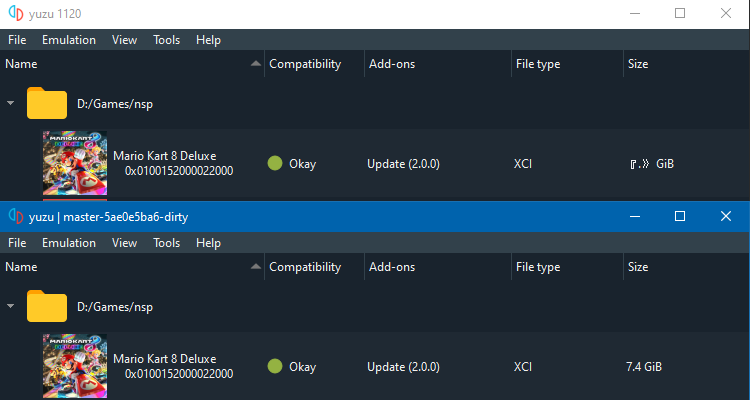 yuzu 1120
File Emulation View Tools Help
Name Compatibility Add-ons File type Size
D:/Games/nsp
MARIOKART
Mario Kart 8 Deluxe Okay Update (2.0.0) XCI GiB
0x0100152000022000
yuzu | master-5ae0e5ba6-dirty
File Emulation View Tools Help
Name Compatibility Add-ons File type Size
D:/Games/nsp
MARIOKART
Mario Kart 8 Deluxe Okay Update (2.0.0) XCI 7.4 GiB
0x0100152000022000